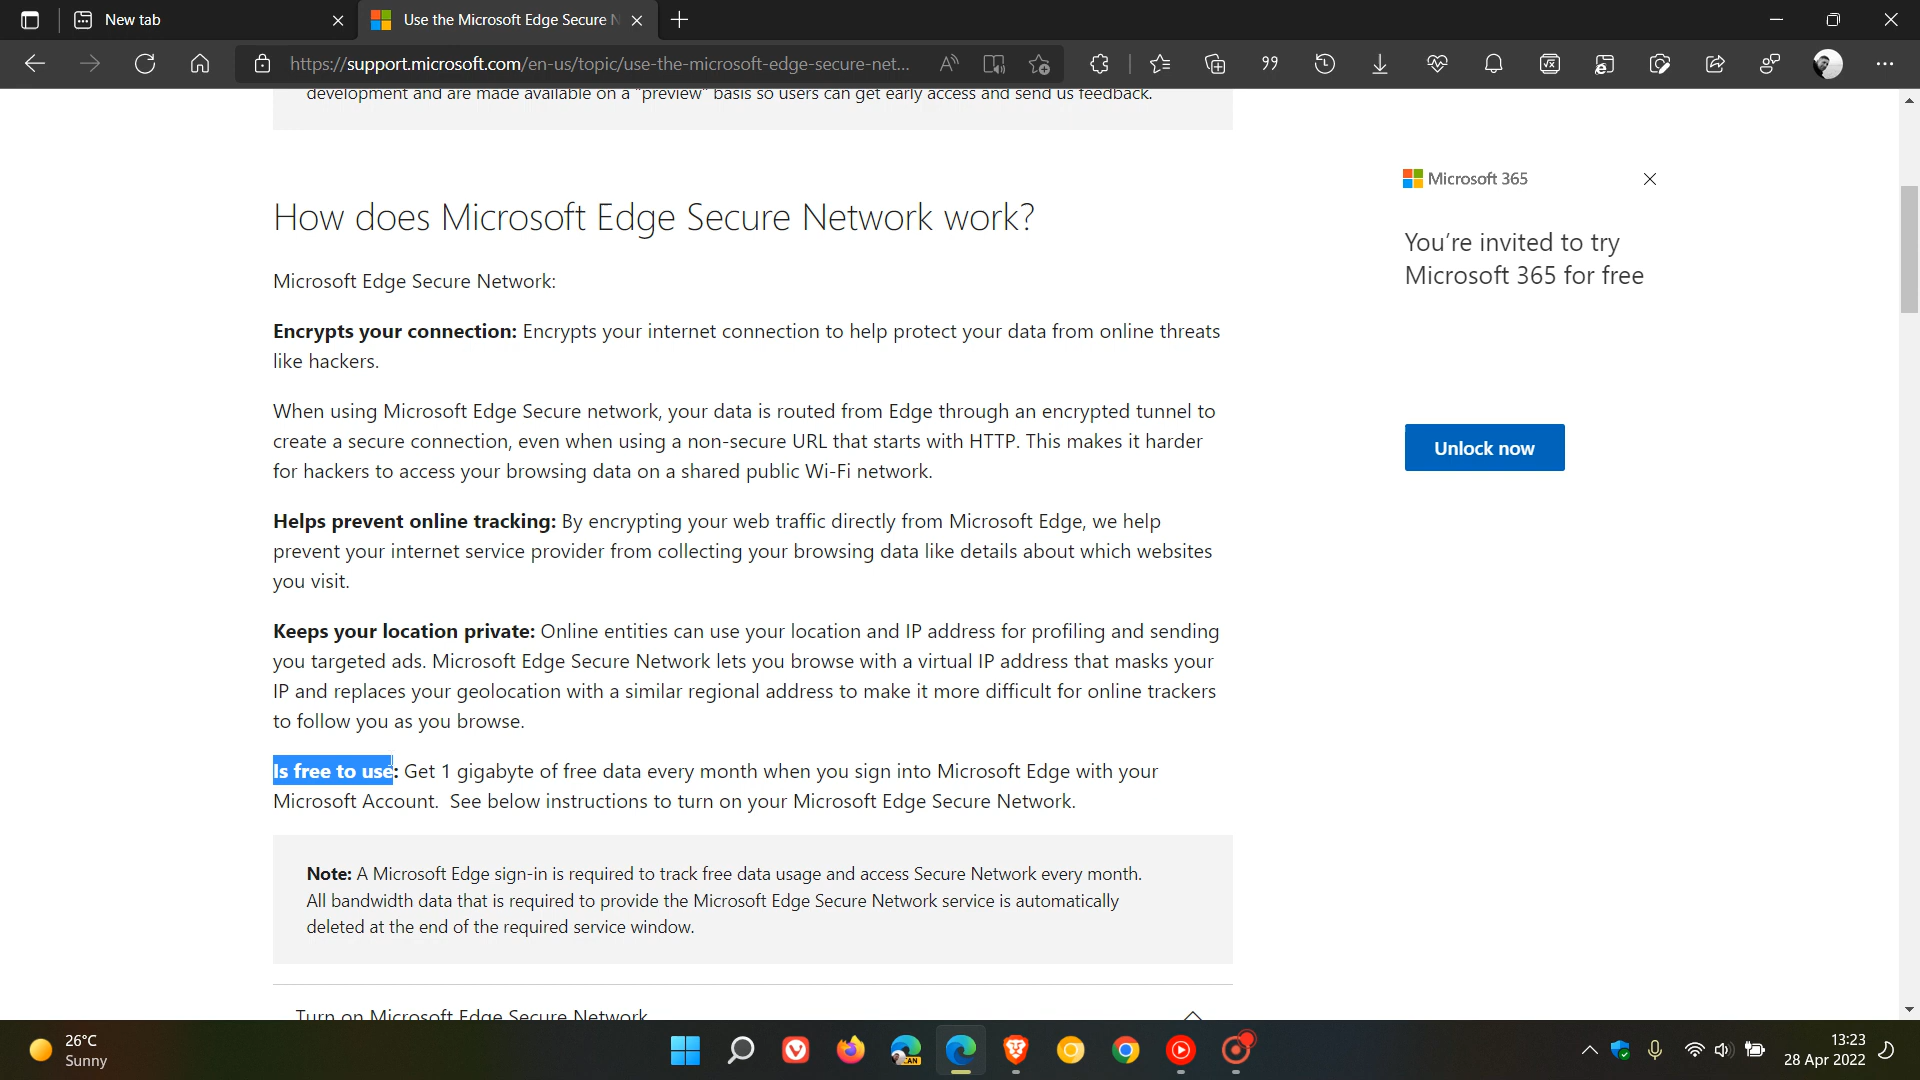 New tab
Use the Microsoft Edge Secure N
https://support.microsoft.com/en-us/topic/use-the-microsoft-edge-secure-net...
development and are made available on a "preview" basis so users can get early access and send us feedback.
How does Microsoft Edge Secure Network work?
Microsoft Edge Secure Network:
Encrypts your connection: Encrypts your internet connection to help protect your data from online threats
like hackers.
When using Microsoft Edge Secure network, your data is routed from Edge through an encrypted tunnel to
create a secure connection, even when using a non-secure URL that starts with HTTP. This makes it harder
for hackers to access your browsing data on a shared public Wi-Fi network.
Helps prevent online tracking: By encrypting your web traffic directly from Microsoft Edge, we help
prevent your internet service provider from collecting your browsing data like details about which websites
you visit.
Keeps your location private: Online entities can use your location and IP address for profiling and sending
you targeted ads. Microsoft Edge Secure Network lets you browse with a virtual IP address that masks your
IP and replaces your geolocation with a similar regional address to make it more difficult for online trackers
to follow you as you browse.
Is free to use: Get 1 gigabyte of free data every month when you sign into Microsoft Edge with your
Microsoft Account. See below instructions to turn on your Microsoft Edge Secure Network.
Note: A Microsoft Edge sign-in is required to track free data usage and access Secure Network every month.
All bandwidth data that is required to provide the Microsoft Edge Secure Network service is automatically
deleted at the end of the required service window.
Turn on Microsoft Edge Secure Network
Microsoft 365
You're invited to try
Microsoft 365 for free
Unlock now
26°C
Sunny
CAN
13:23
28 Apr 2022